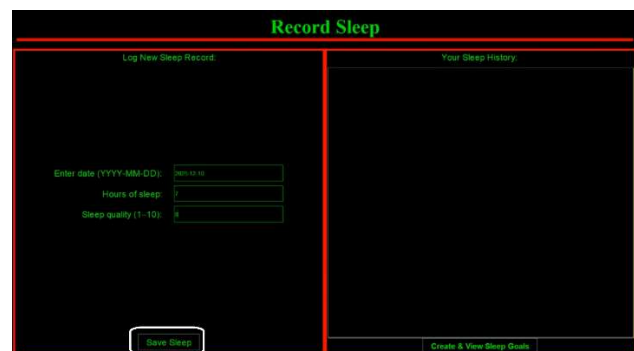 Record Sleep
Log New Sleep Record:
Enter date (YYYY-MM-DD):
Hours of sleep: 7
Sleep quality (1–10):
Save Sleep
Your Sleep History:
Create & View Sleep Goals